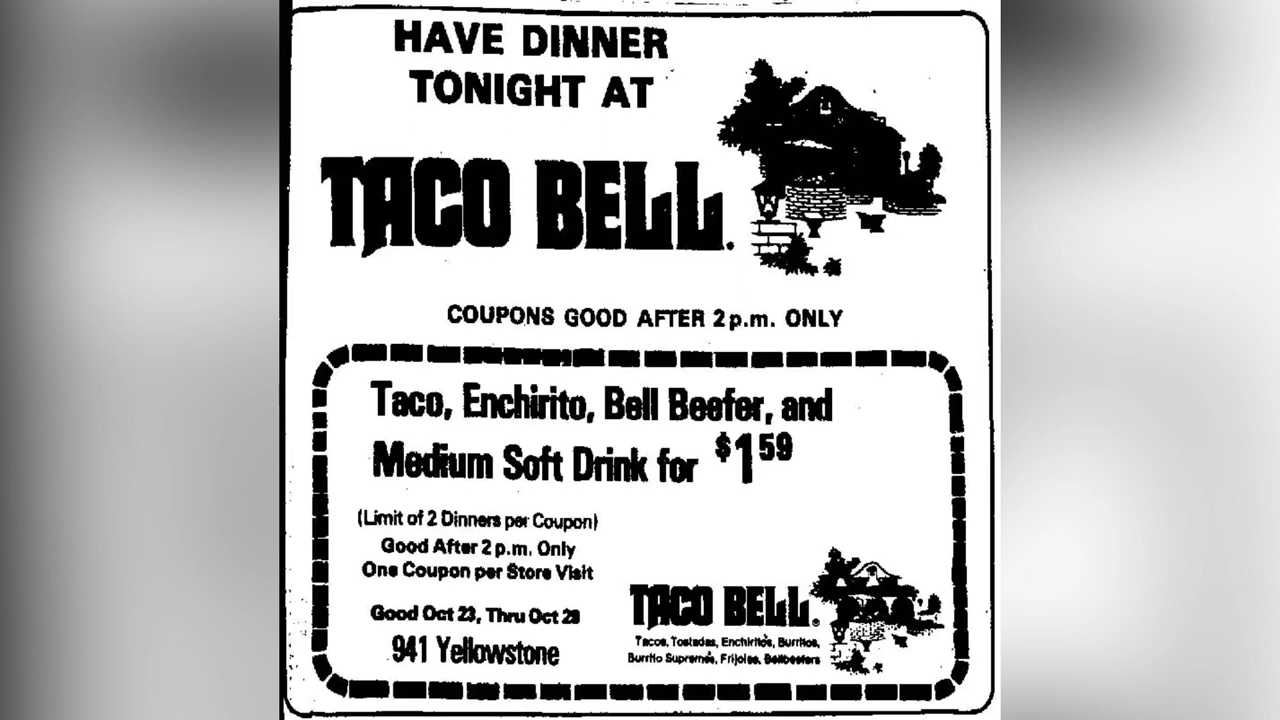 HAVE DINNER
TONIGHT AT
TACO BELL.
COUPONS GOOD AFTER 2 p.m. ONLY
Taco, Enchirito, Bell Beefer, and
Medium Soft Drink for $1 59
(Limit of 2 Dinners per Coupon)
Good After 2 p.m. Only
One Coupon per Store Visit
Good Oct 23, Thru Oct 29
941 Yellowstone
TACO BELL®
Tacos, Tostadas, Enchiritos, Burritos,
Burrito Supremes, Frijoles, Bellbeefers